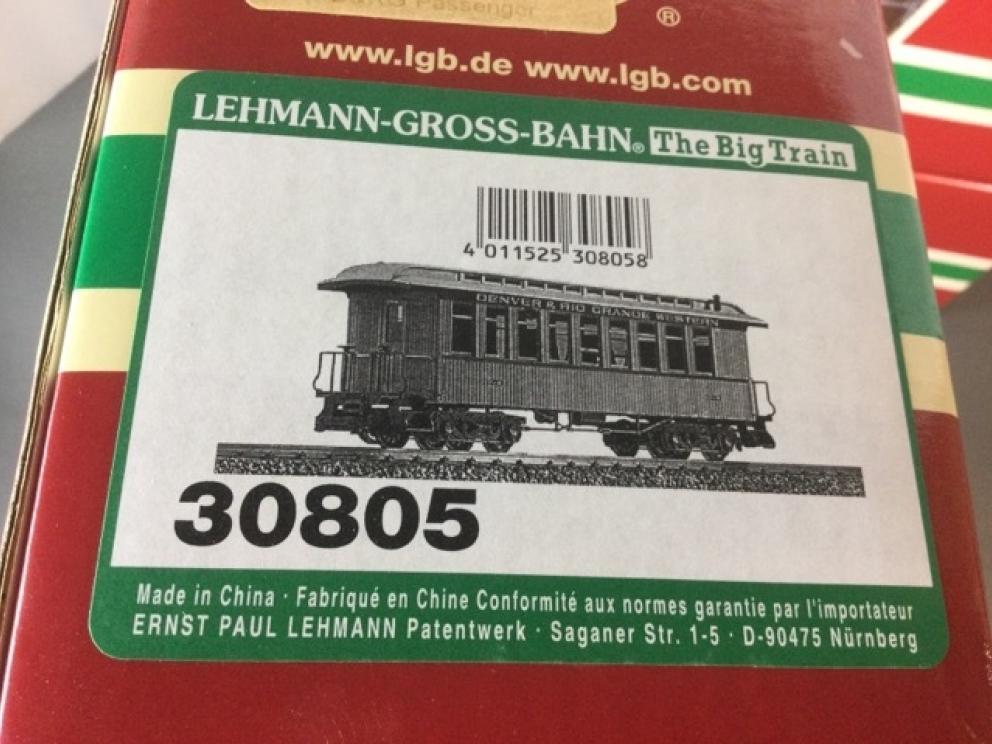 Passenger
®
www.lgb.de www.lgb.com
LEHMANN-GROSS-BAHN® The Big Train
4 011525 308058
DENVER & RIO GRANDE WESTERN
30805
Made in China · Fabriqué en Chine Conformité aux normes garantie par l'importateur
ERNST PAUL LEHMANN Patentwerk · Saganer Str. 1-5 · D-90475 Nürnberg